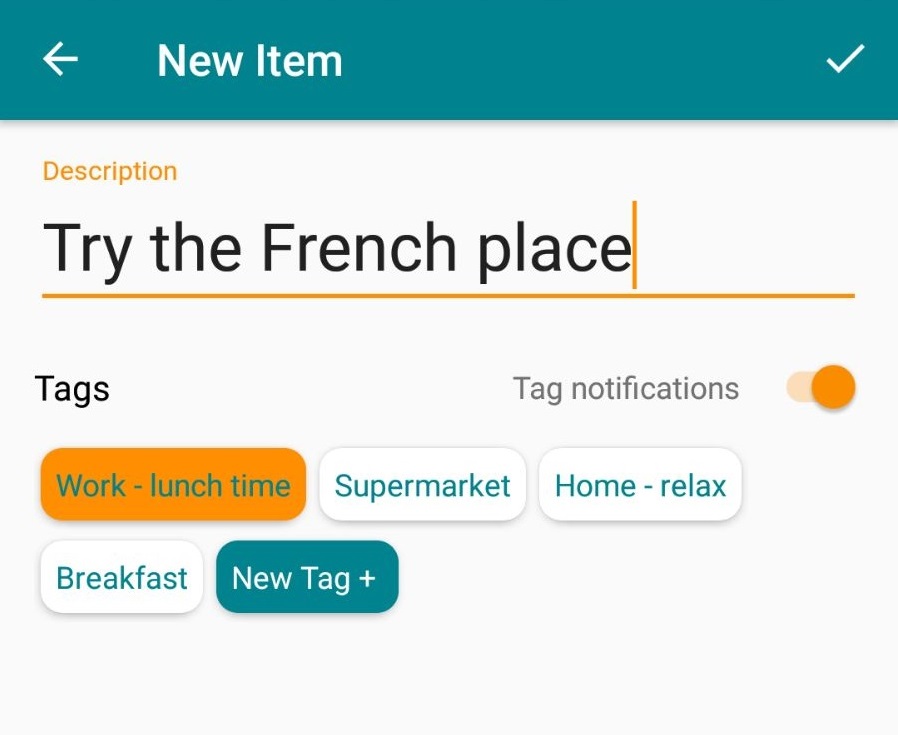 New Item
Description
Try the French place
Tags Tag notifications
Work - lunch time Supermarket Home - relax
Breakfast New Tag +